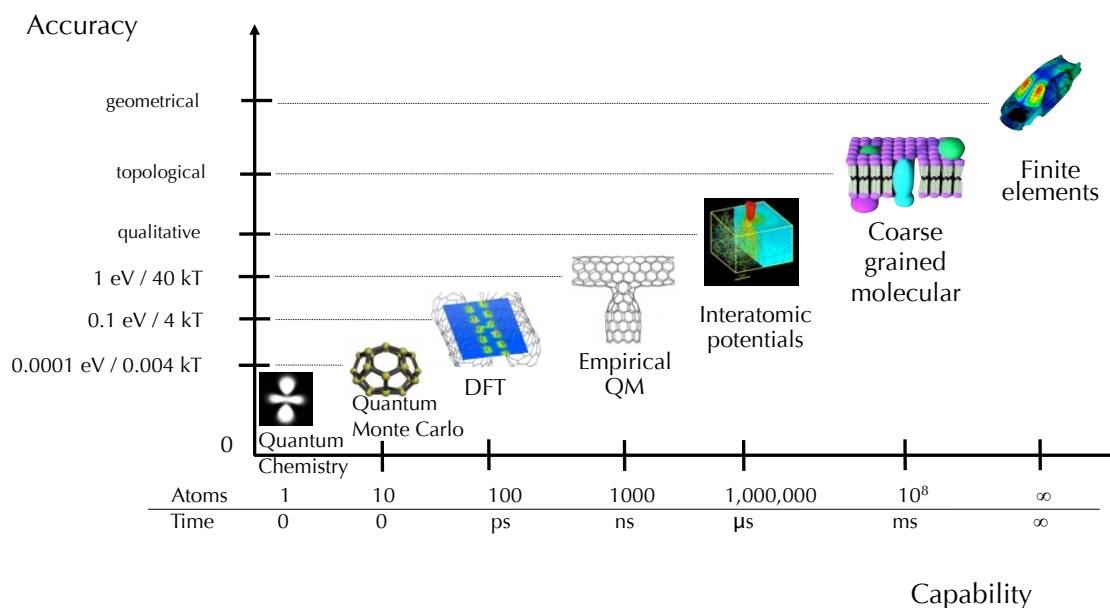 Accuracy
geometrical
topological
qualitative
1 eV / 40 kT
0.1 eV / 4 kT
0.0001 eV / 0.004 kT
0
Finite
elements
Coarse
grained
molecular
Interatomic
potentials
Empirical
QM
DFT
Quantum
Monte Carlo
Quantum
Chemistry
Atoms 1 10 100 1000 1,000,000 10⁸ ∞
Time 0 0 ps ns µs ms ∞
Capability